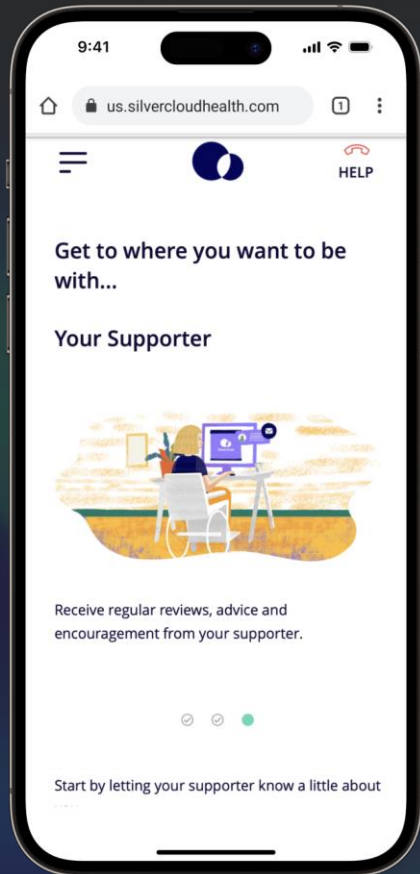 9:41
us.silvercloudhealth.com
1
HELP
Get to where you want to be
with...
Your Supporter
Receive regular reviews, advice and
encouragement from your supporter.
Start by letting your supporter know a little about